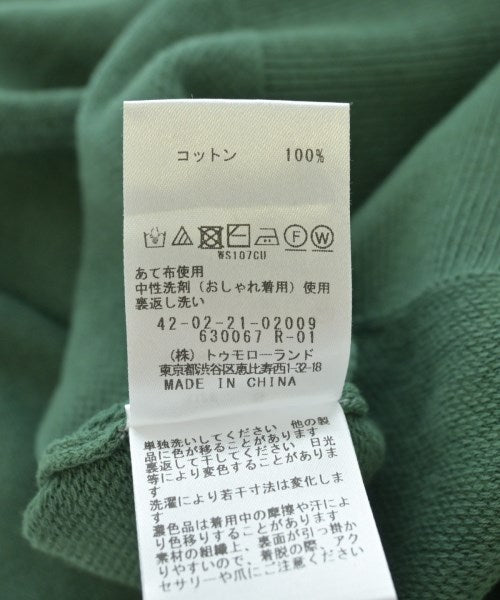 コットン 100%
F W
WS107CU
あて布使用
中性洗剤（おしゃれ着用）使用
裏返し洗い
42-02-21-02009
630067 R-01
(株) トゥモローランド
東京都渋谷区恵比寿西1-32-18
MADE IN CHINA
単独洗いしてください 他の製
品に色が移ることがあります
裏返して干してください 日光
等により変色することがありま
す
洗濯により若干寸法は変化しま
す
濃色品は着用中の摩擦や汗によ
り色移りすることがあります
素材の組織上、裏面が引っ掛か
りやすいので、着脱の際、アク
セサリーや爪にご注意ください